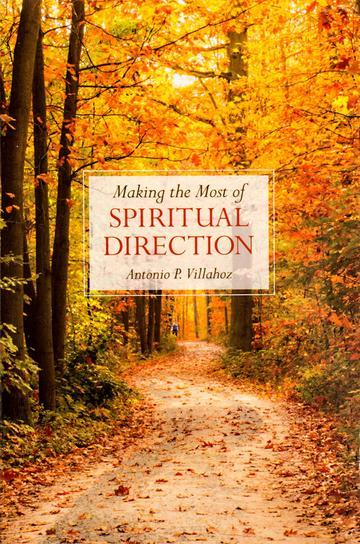 Making the Most of
SPIRITUAL
DIRECTION
Antonio P. Villahoz